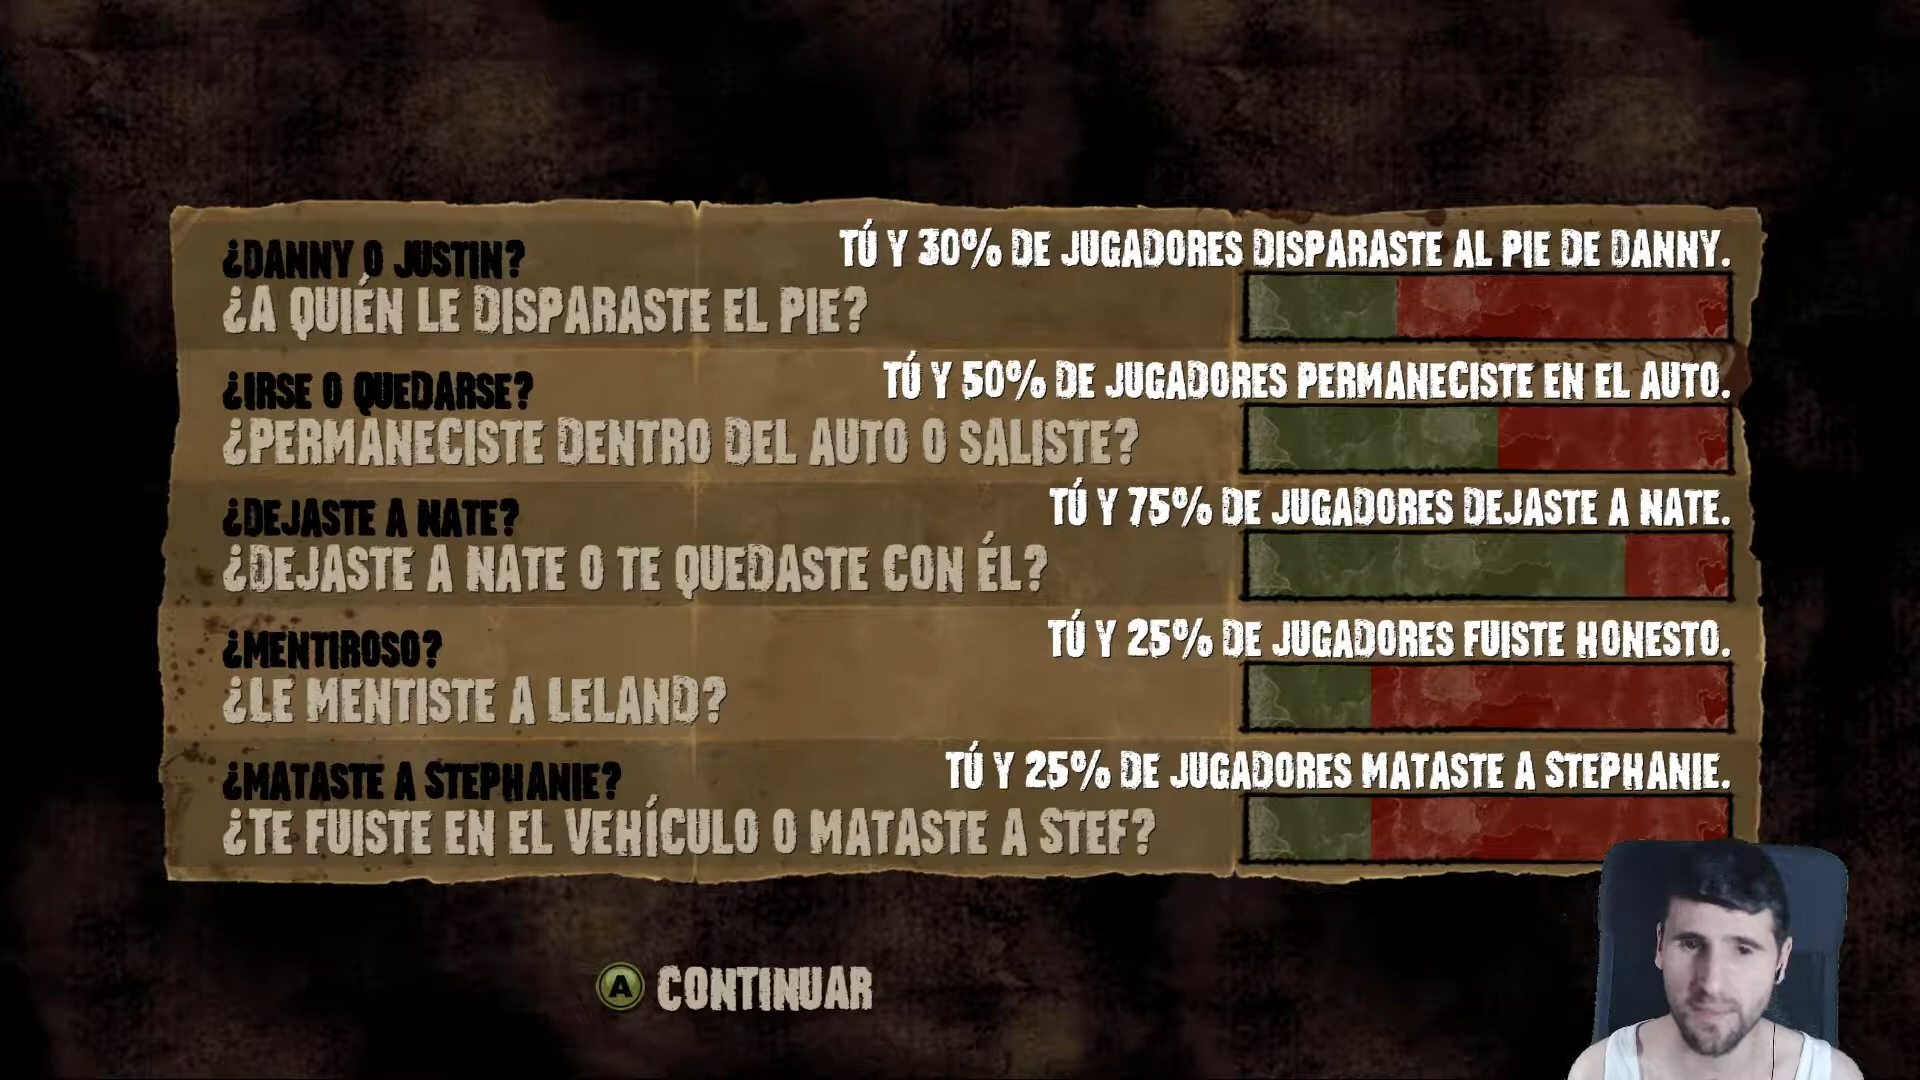 ¿DANNY O JUSTIN?
TÚ Y 30% DE JUGADORES DISPARASTE AL PIE DE DANNY.
¿A QUIÉN LE DISPARASTE EL PIE?
¿IRSE O QUEDARSE?
TÚ Y 50% DE JUGADORES PERMANECISTE EN EL AUTO.
¿PERMANECISTE DENTRO DEL AUTO O SALISTE?
¿DEJASTE A NATE?
TÚ Y 75% DE JUGADORES DEJASTE A NATE.
¿DEJASTE A NATE O TE QUEDASTE CON ÉL?
¿MENTIROSO?
TÚ Y 25% DE JUGADORES FUISTE HONESTO.
¿LE MENTISTE A LELAND?
¿MATASTE A STEPHANIE?
TÚ Y 25% DE JUGADORES MATASTE A STEPHANIE.
¿TE FUISTE EN EL VEHÍCULO O MATASTE A STEF?
A CONTINUAR